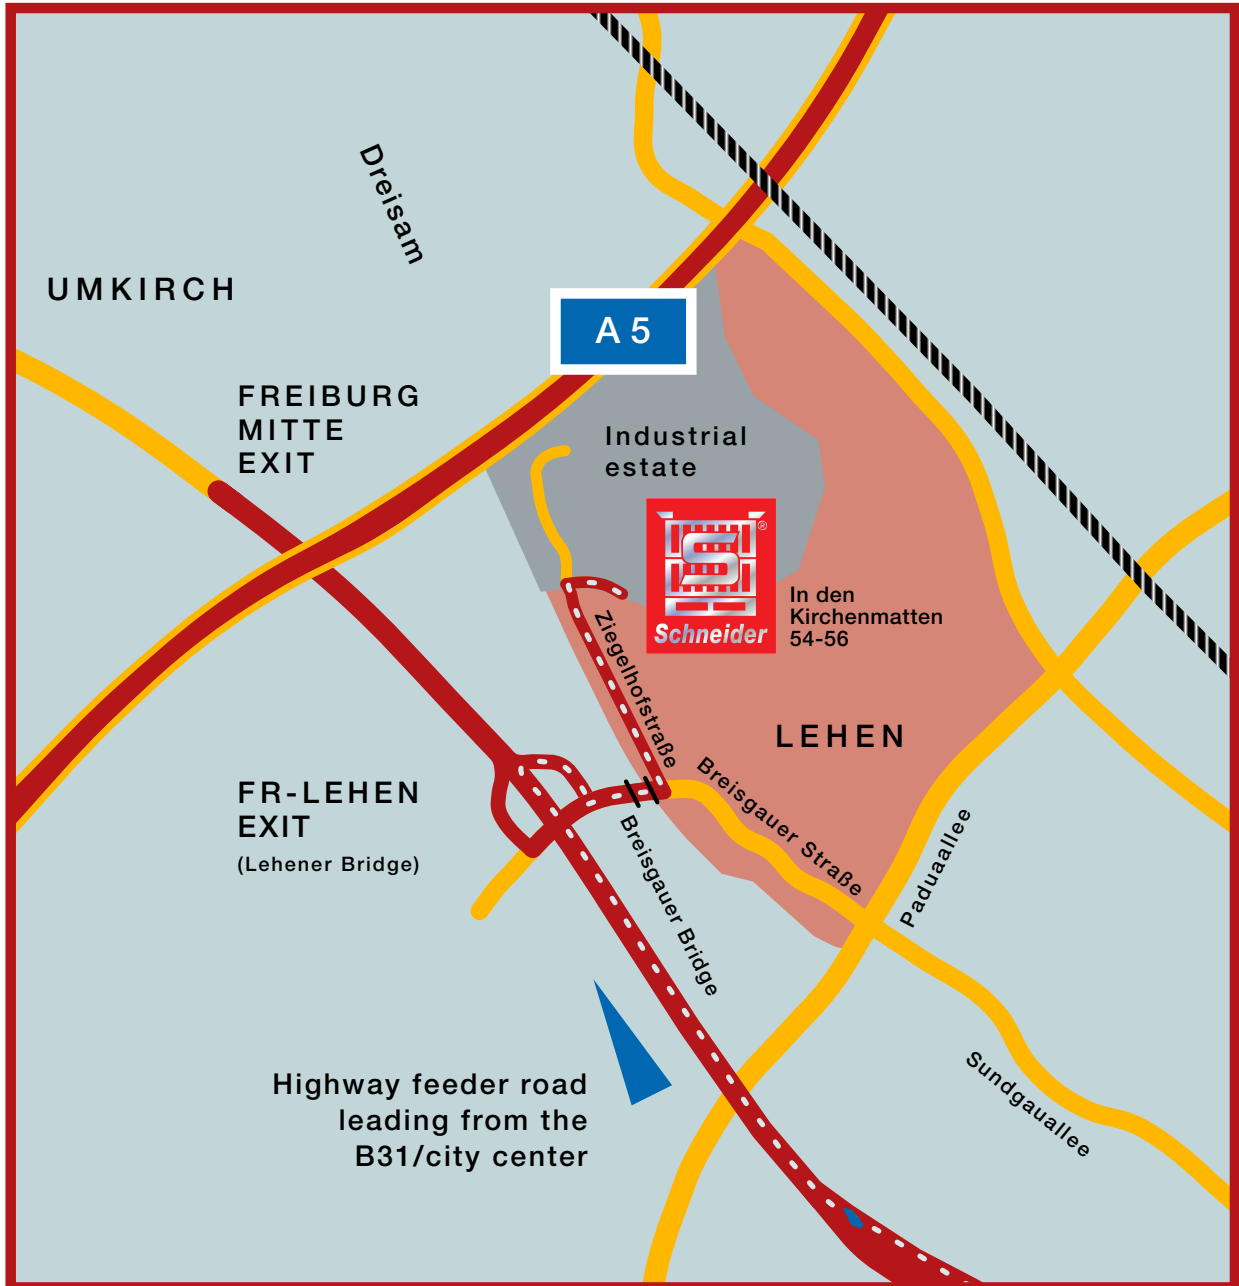 Dreisam
UMKIRCH
A 5
FREIBURG
MITTE
EXIT
Industrial
estate
®
Schneider
In den
Kirchenmatten
54-56
Ziegelhofstraße
LEHEN
FR-LEHEN
EXIT
(Lehener Bridge)
Breisgauer Straße
Breisgauer Bridge
Paduaallee
Sundgauallee
Highway feeder road
leading from the
B31/city center